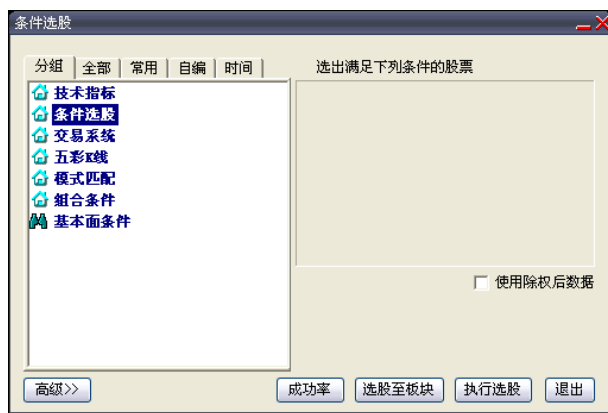 条件选股
分组 全部 常用 自编 时间
选出满足下列条件的股票
技术指标
条件选股
交易系统
五彩K线
模式匹配
组合条件
基本面条件
使用除权后数据
高级>> 成功率 选股至板块 执行选股 退出